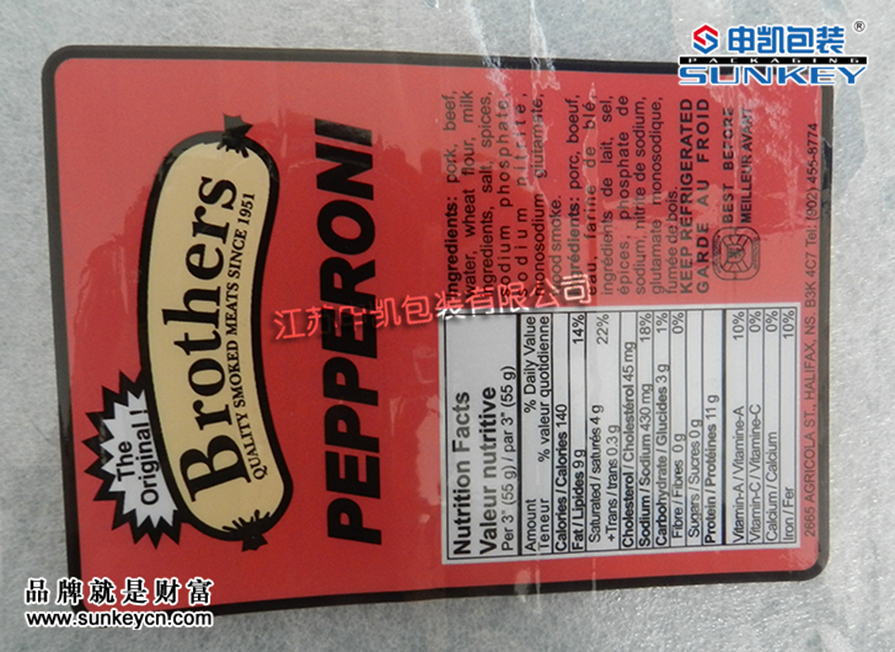 申凯包装®
PACKAGING
SUNKEY
The
Original!
Brothers
QUALITY SMOKED MEATS SINCE 1951
PEPPERONI
Ingredients: pork, beef,
water, wheat flour, milk
ingredients, salt, spices,
sodium phosphate,
sodium nitrite,
monosodium glutamate,
wood smoke.
Ingrédients: porc, boeuf,
eau, farine de blé,
ingrédients de lait, sel,
épices, phosphate de
sodium, nitrite de sodium,
glutamate monosodique,
fumée de bois.
KEEP REFRIGERATED
GARDE AU FROID
BEST BEFORE
MEILLEUR AVANT
Nutrition Facts
Valeur nutritive
Per 3" (55 g) / par 3" (55 g)
Amount % Daily Value
Teneur % valeur quotidienne
Calories / Calories 140
Fat / Lipides 9 g 14%
Saturated / saturés 4 g 22%
+Trans / trans 0.3 g
Cholesterol / Cholestérol 45 mg
Sodium / Sodium 430 mg 18%
Carbohydrate / Glucides 3 g 1%
Fibre / Fibres 0 g 0%
Sugars / Sucres 0 g
Protein / Protéines 11 g
Vitamin-A / Vitamine-A 10%
Vitamin-C / Vitamine-C 0%
Calcium / Calcium 0%
Iron / Fer 10%
2665 AGRICOLA ST., HALIFAX, NS. B3K 4C7 Tel: (902) 455-8774
江苏申凯包装有限公司
品牌就是财富
www.sunkeycn.com